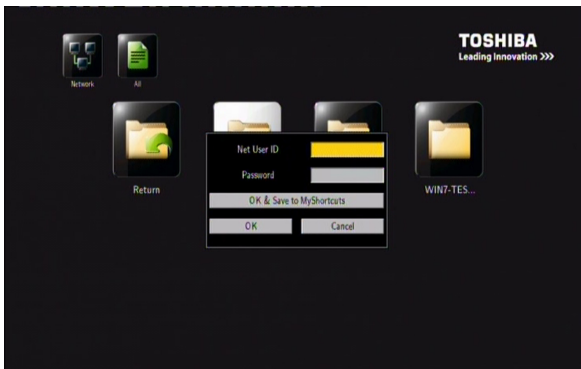 TOSHIBA
Leading Innovation >>>
Network
All
Return
WIN7-TES...
Net User ID
Password
OK & Save to MyShortcuts
OK
Cancel